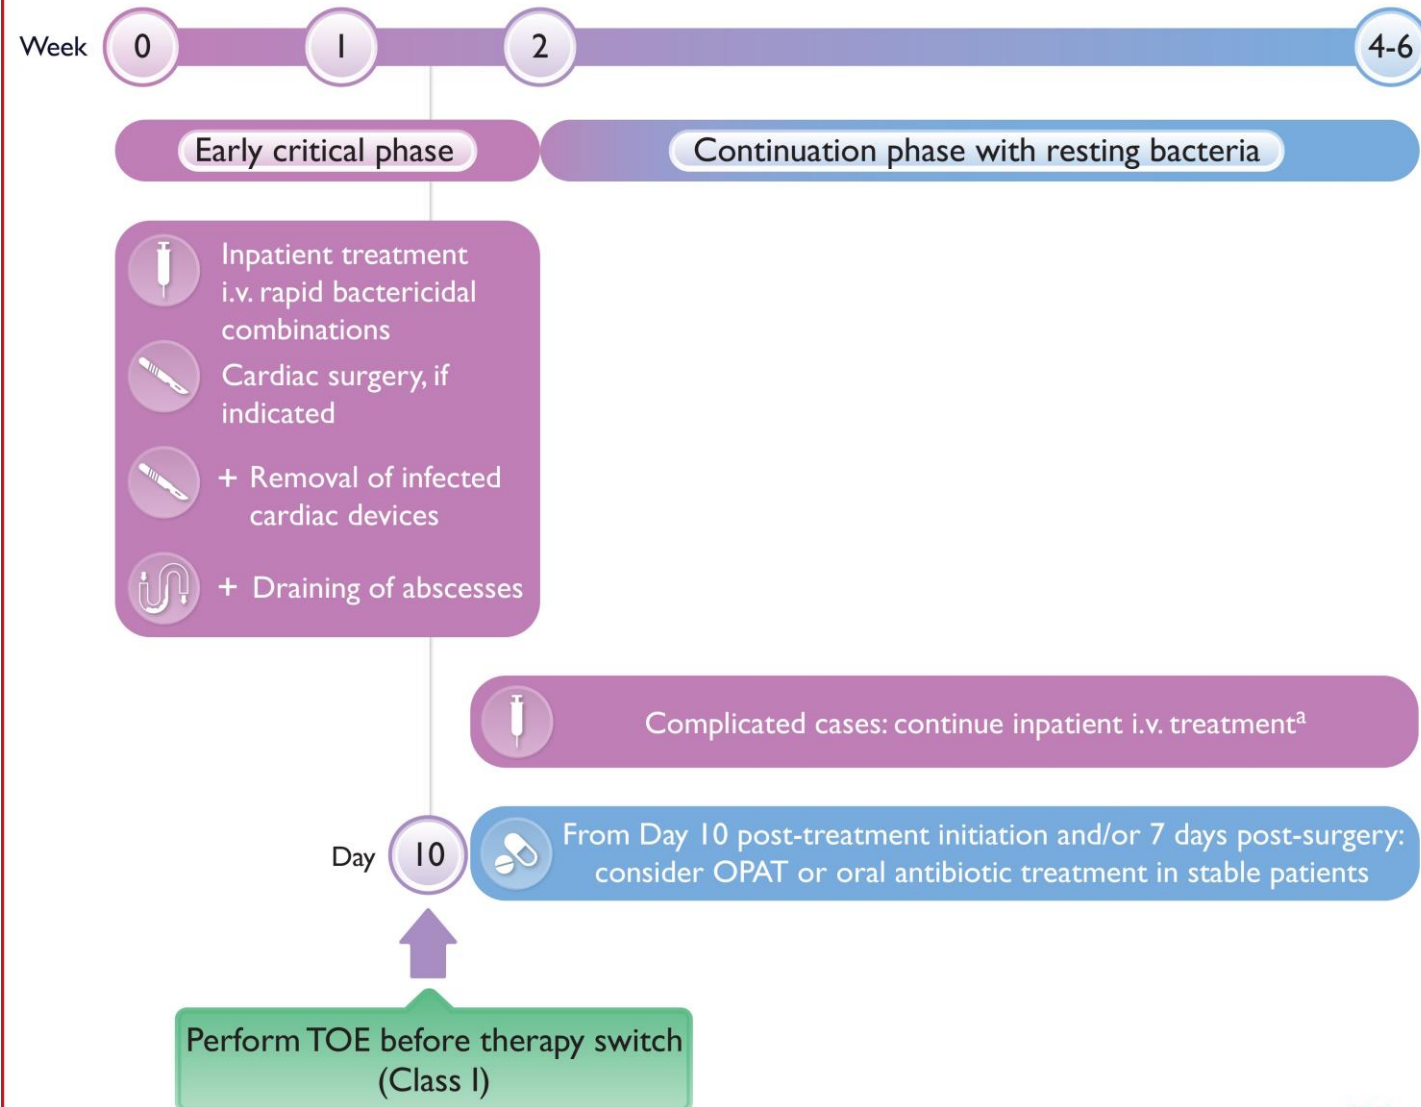 Week 0 1 2 4-6
Early critical phase
Continuation phase with resting bacteria
Inpatient treatment
i.v. rapid bactericidal
combinations
Cardiac surgery, if
indicated
+ Removal of infected
cardiac devices
+ Draining of abscesses
Complicated cases: continue inpatient i.v. treatmentᵃ
Day 10
From Day 10 post-treatment initiation and/or 7 days post-surgery:
consider OPAT or oral antibiotic treatment in stable patients
Perform TOE before therapy switch
(Class I)